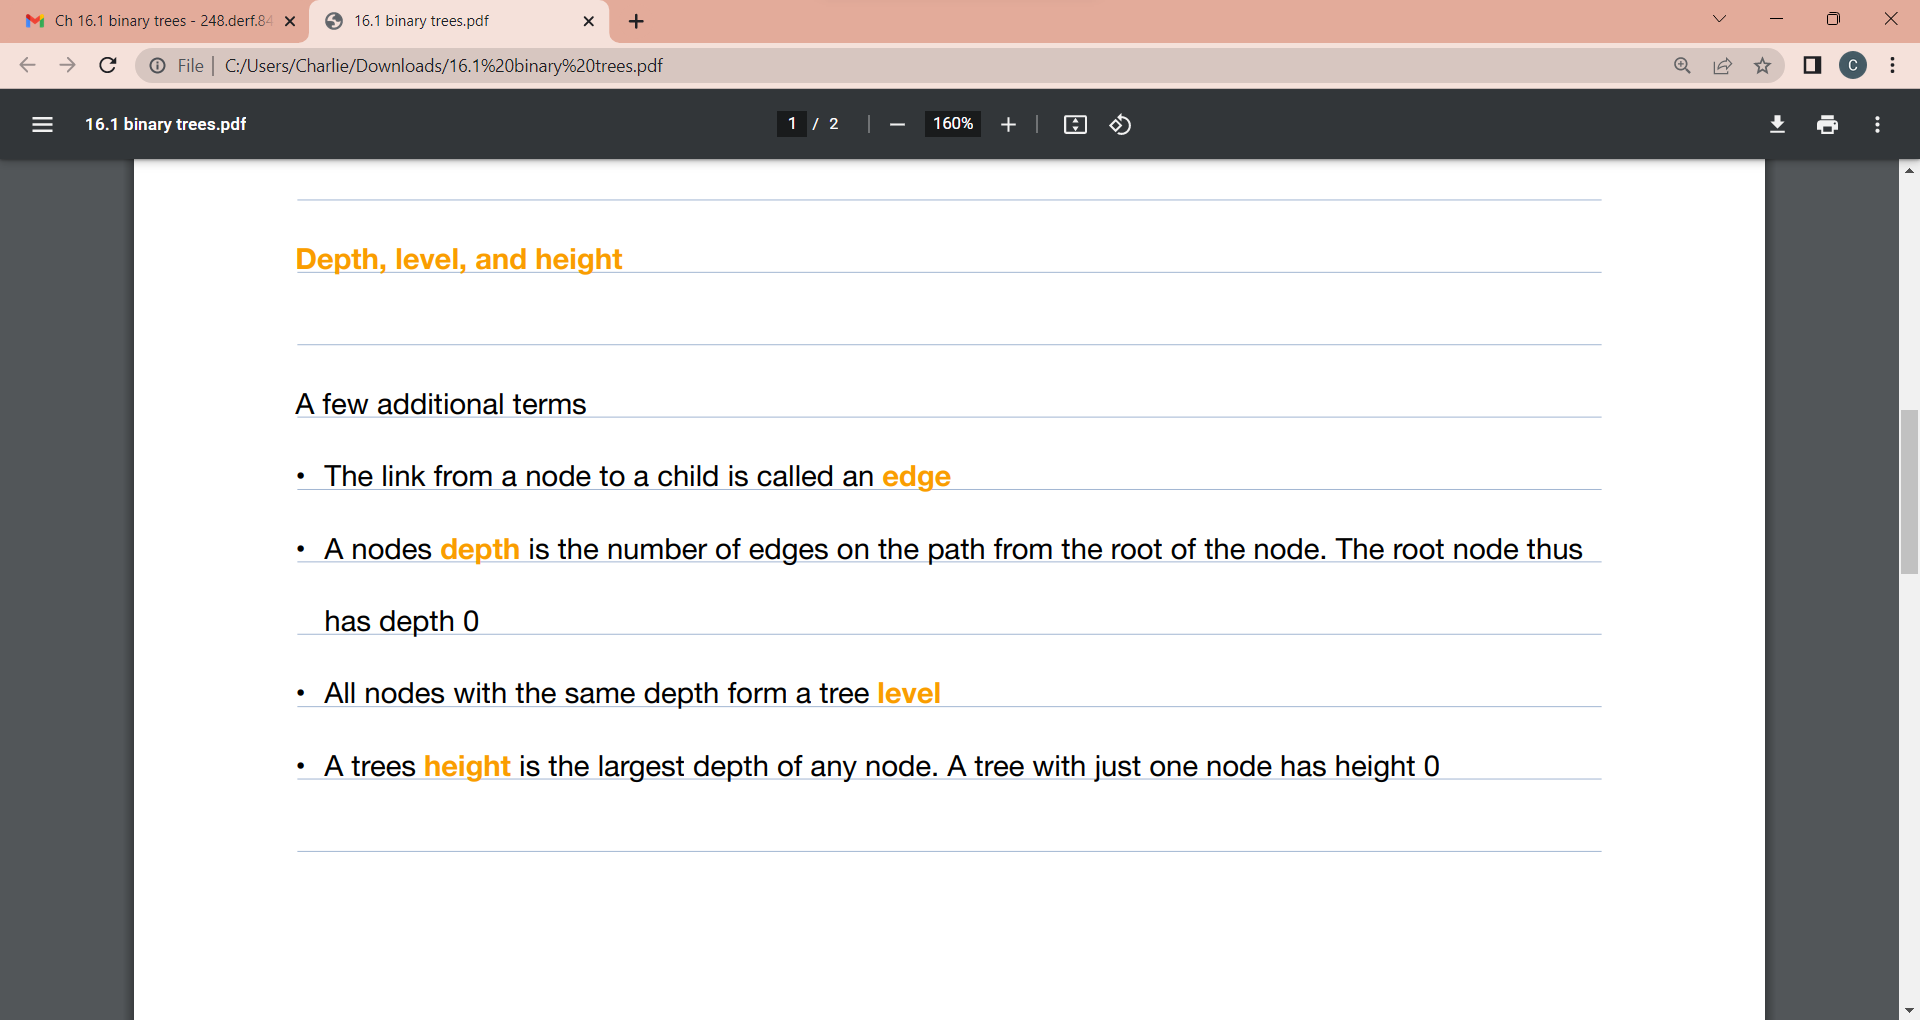 Ch 16.1 binary trees - 248.derf.84
16.1 binary trees.pdf
File
C:/Users/Charlie/Downloads/16.1%20binary%20trees.pdf
C
16.1 binary trees.pdf
1 / 2
160%
Depth, level, and height
A few additional terms
• The link from a node to a child is called an edge
• A nodes depth is the number of edges on the path from the root of the node. The root node thus
has depth 0
• All nodes with the same depth form a tree level
• A trees height is the largest depth of any node. A tree with just one node has height 0